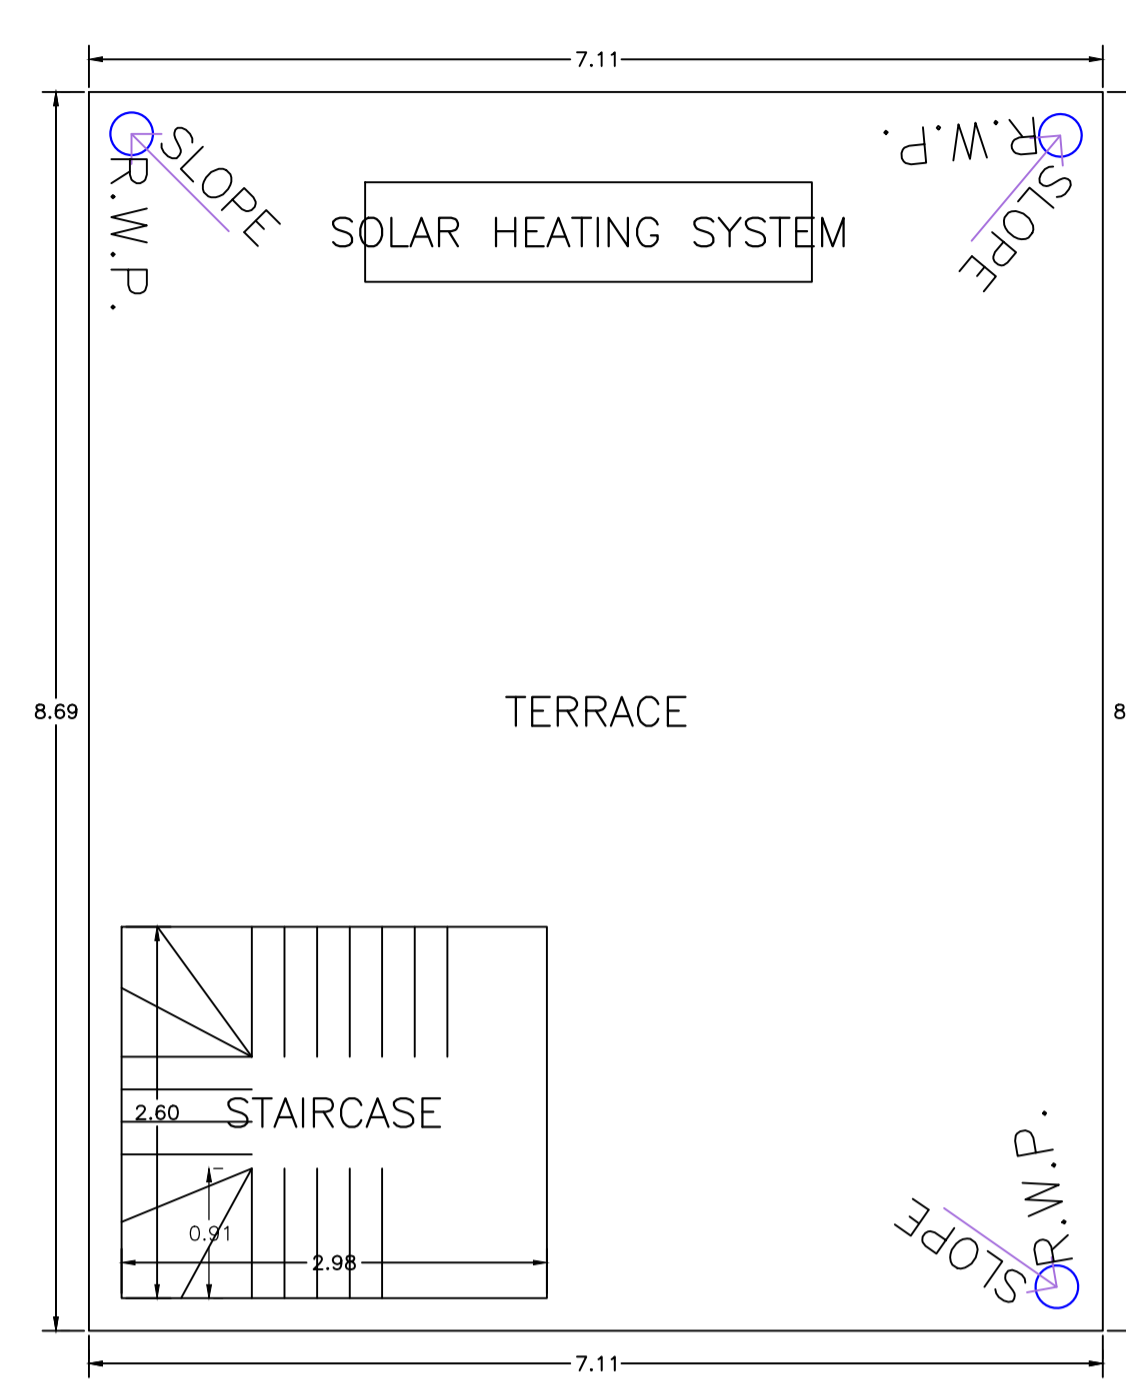 7.11
SLOPE
R.W.P.
R.W.P.
SLOPE
SOLAR HEATING SYSTEM
8.69
TERRACE
8
STAIRCASE
2.60
0.91
2.98
R.W.P.
SLOPE
7.11